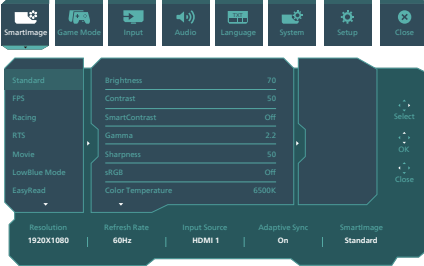 SmartImage
Game Mode
Input
Audio
TXT
Language
System
Setup
Close
Standard
FPS
Racing
RTS
Movie
LowBlue Mode
EasyRead
Brightness 70
Contrast 50
SmartContrast Off
Gamma 2.2
Sharpness 50
sRGB Off
Color Temperature 6500K
Select
OK
Close
Resolution Refresh Rate Input Source Adaptive Sync SmartImage
1920X1080 | 60Hz | HDMI 1 | On | Standard